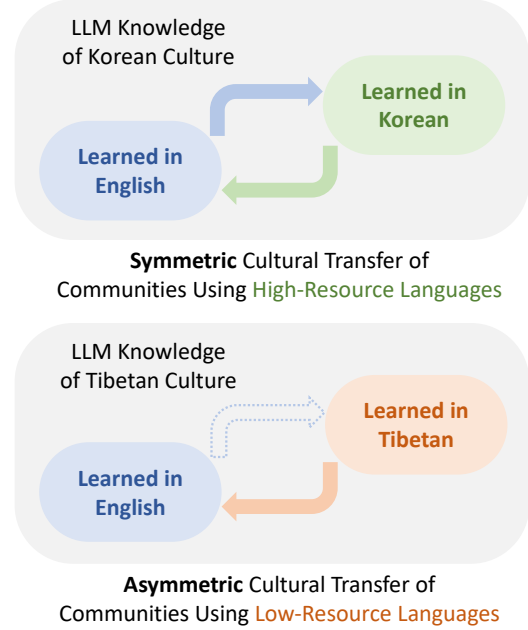 LLM Knowledge
of Korean Culture
Learned in
Korean
Learned in
English
Symmetric Cultural Transfer of
Communities Using High-Resource Languages
LLM Knowledge
of Tibetan Culture
Learned in
Tibetan
Learned in
English
Asymmetric Cultural Transfer of
Communities Using Low-Resource Languages